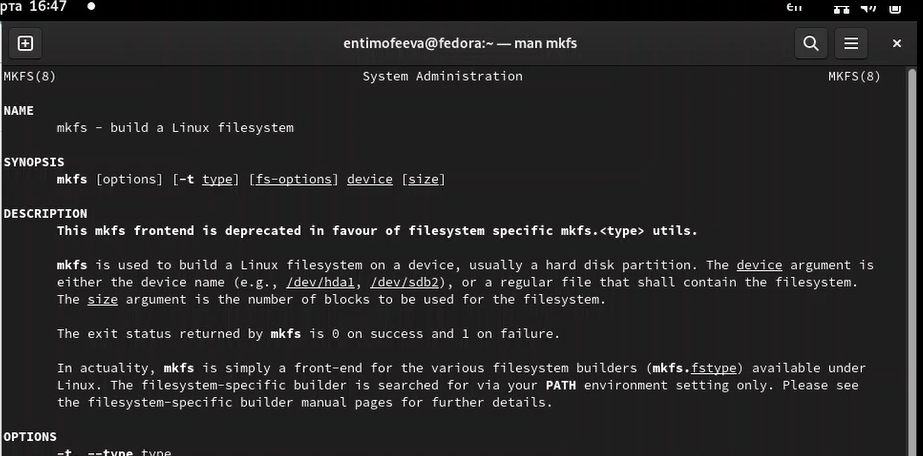 рта 16:47
en
entimofeeva@fedora:~ — man mkfs
MKFS(8) System Administration MKFS(8)
NAME
mkfs - build a Linux filesystem
SYNOPSIS
mkfs [options] [-t type] [fs-options] device [size]
DESCRIPTION
This mkfs frontend is deprecated in favour of filesystem specific mkfs.<type> utils.
mkfs is used to build a Linux filesystem on a device, usually a hard disk partition. The device argument is
either the device name (e.g., /dev/hda1, /dev/sdb2), or a regular file that shall contain the filesystem.
The size argument is the number of blocks to be used for the filesystem.
The exit status returned by mkfs is 0 on success and 1 on failure.
In actuality, mkfs is simply a front-end for the various filesystem builders (mkfs.fstype) available under
Linux. The filesystem-specific builder is searched for via your PATH environment setting only. Please see
the filesystem-specific builder manual pages for further details.
OPTIONS
-t, --type type